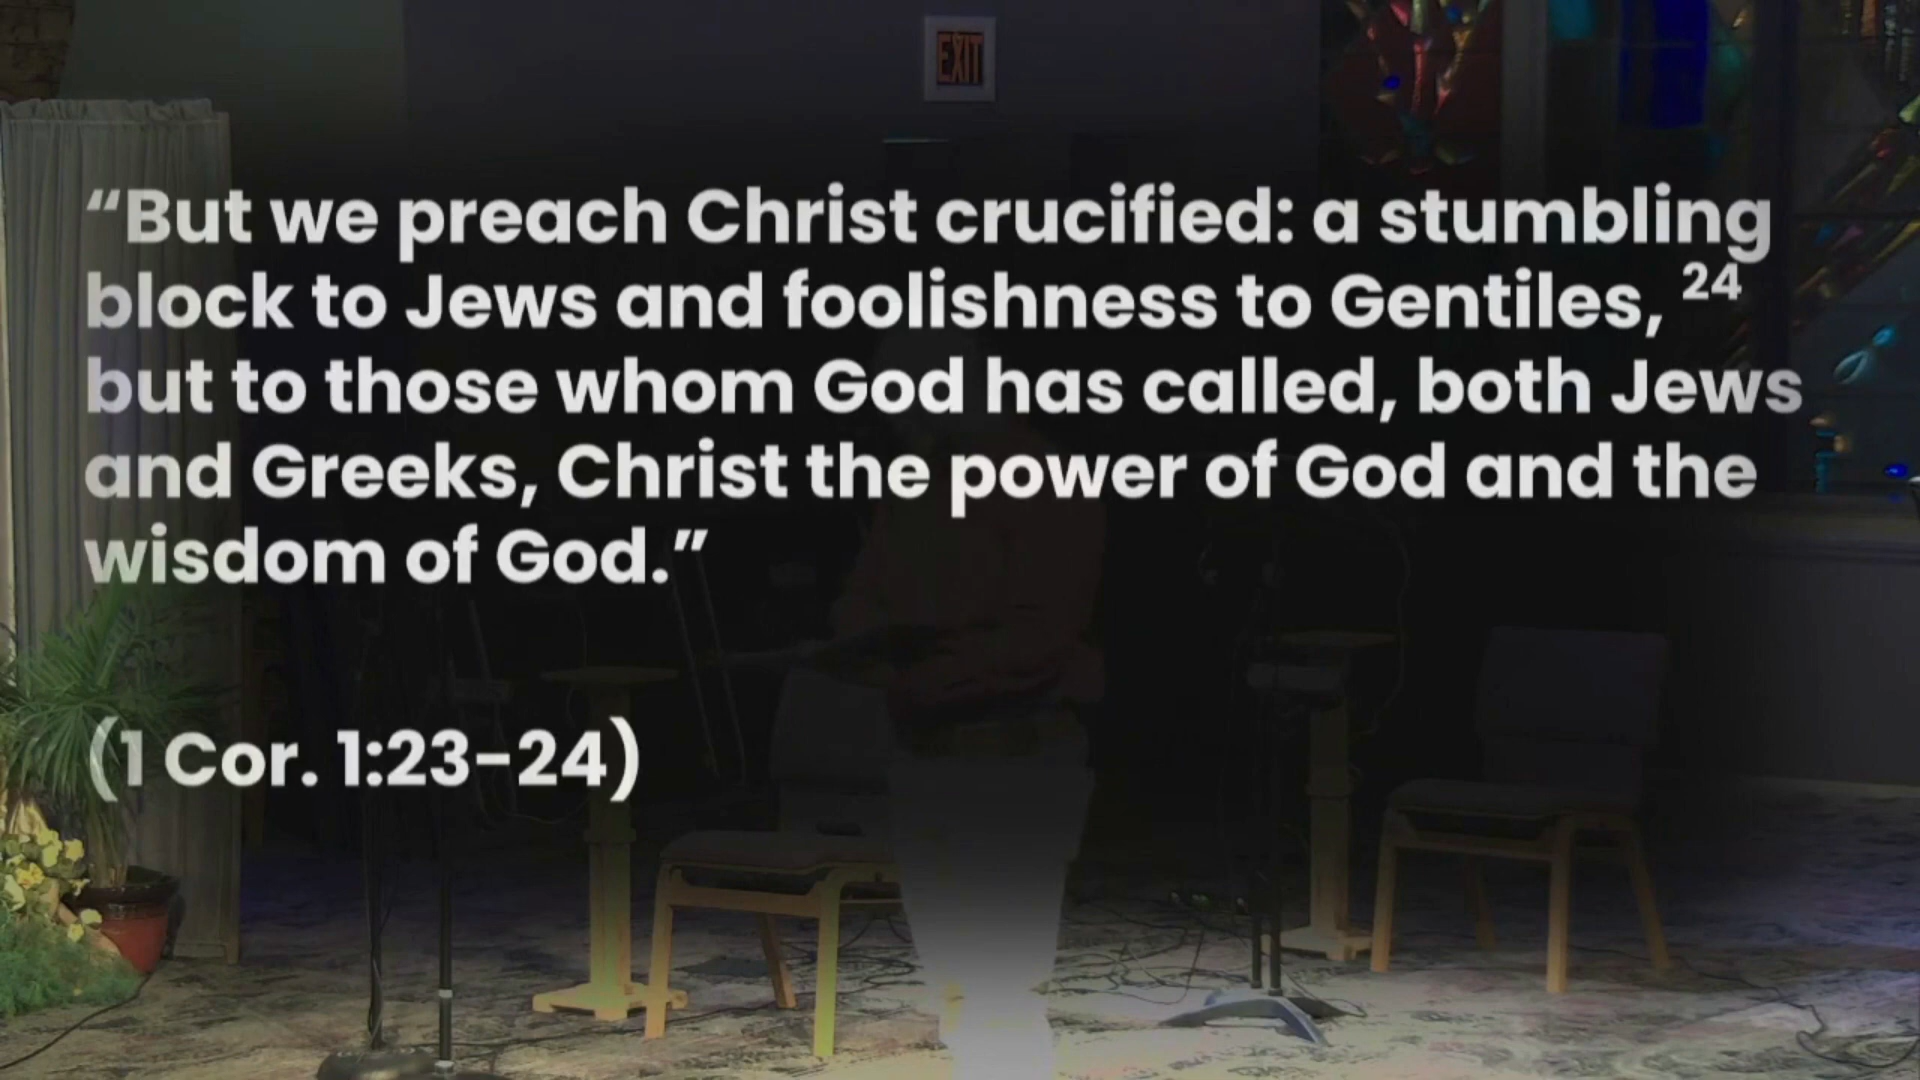 EXIT
“But we preach Christ crucified: a stumbling
block to Jews and foolishness to Gentiles, 24
but to those whom God has called, both Jews
and Greeks, Christ the power of God and the
wisdom of God.”
(1 Cor. 1:23-24)